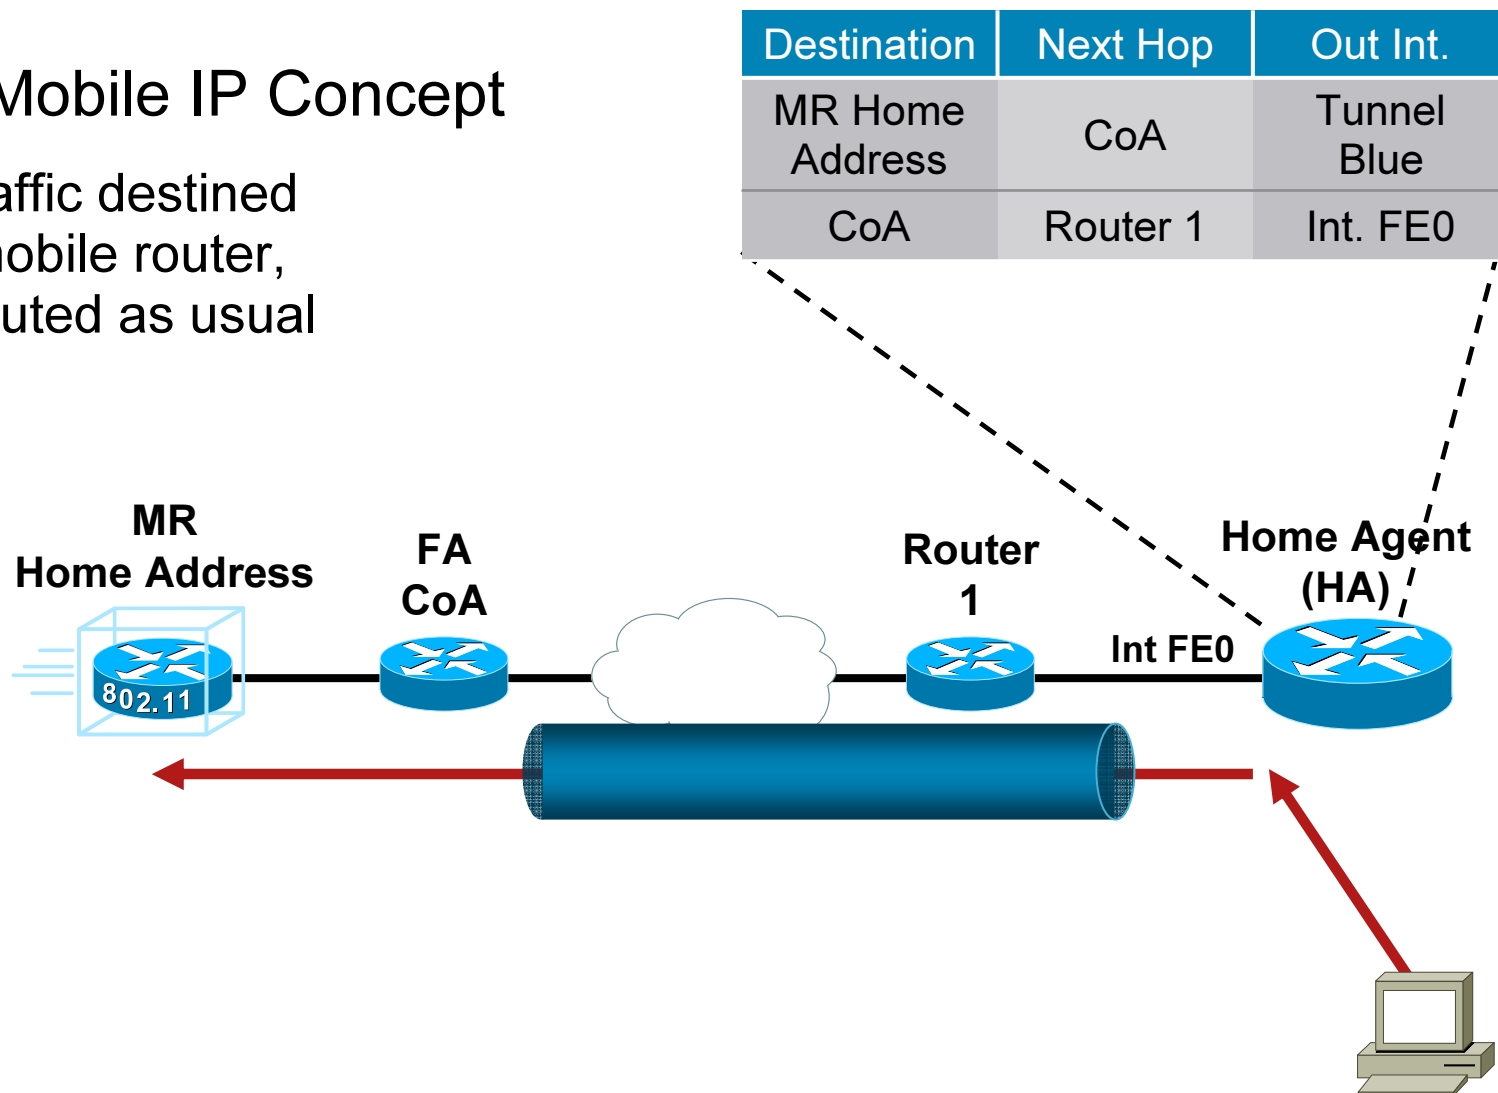 Mobile IP Concept
affic destined
nobile router,
uted as usual
Destination Next Hop Out Int.
MR Home
Address
CoA
Tunnel
Blue
CoA Router 1 Int. FE0
MR
Home Address
FA
CoA
Router
1
Home Agent
(HA)
Int FE0
802.11